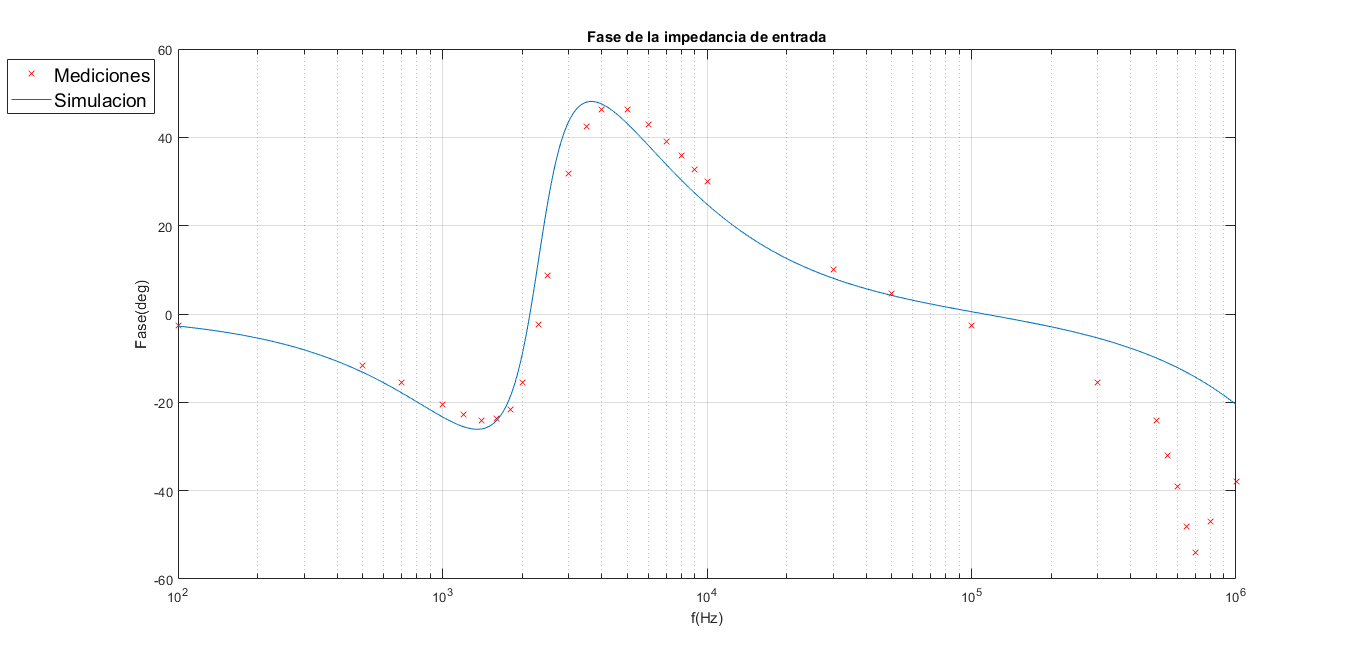 Fase de la impedancia de entrada
Mediciones
Simulacion
60
40
20
0
-20
-40
-60
Fase(deg)
10^2
10^3
10^4
10^5
10^6
f(Hz)